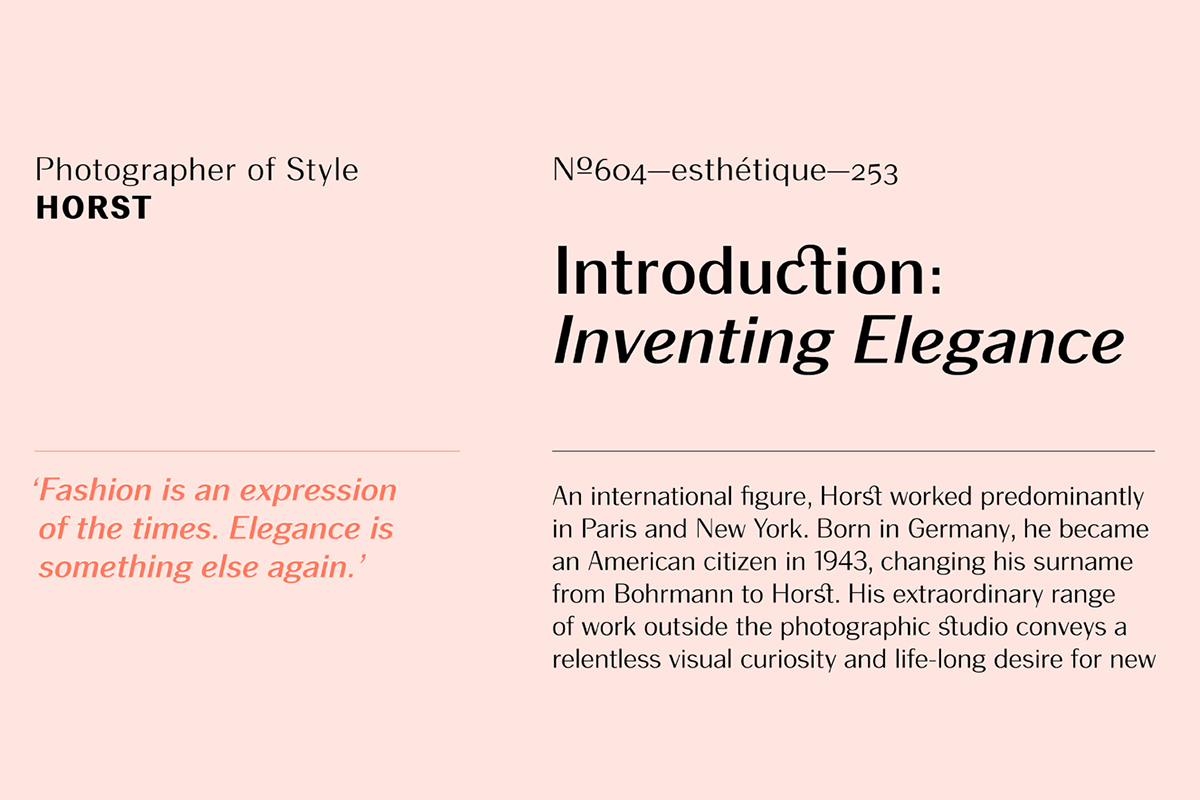 Photographer of Style
HORST
Nº604—esthétique—253
Introduction:
Inventing Elegance
‘Fashion is an expression
of the times. Elegance is
something else again.’
An international figure, Horst worked predominantly
in Paris and New York. Born in Germany, he became
an American citizen in 1943, changing his surname
from Bohrmann to Horst. His extraordinary range
of work outside the photographic studio conveys a
relentless visual curiosity and life-long desire for new